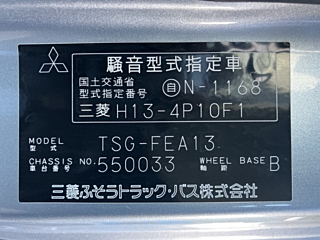 騒音型式指定車
国土交通省
型式指定番号 自 N-1168
三菱 H13-4P10F1
MODEL
型式 TSG-FEA13
CHASSIS NO.
車台番号 550033 WHEEL BASE
軸距 B
三菱ふそうトラック・バス株式会社